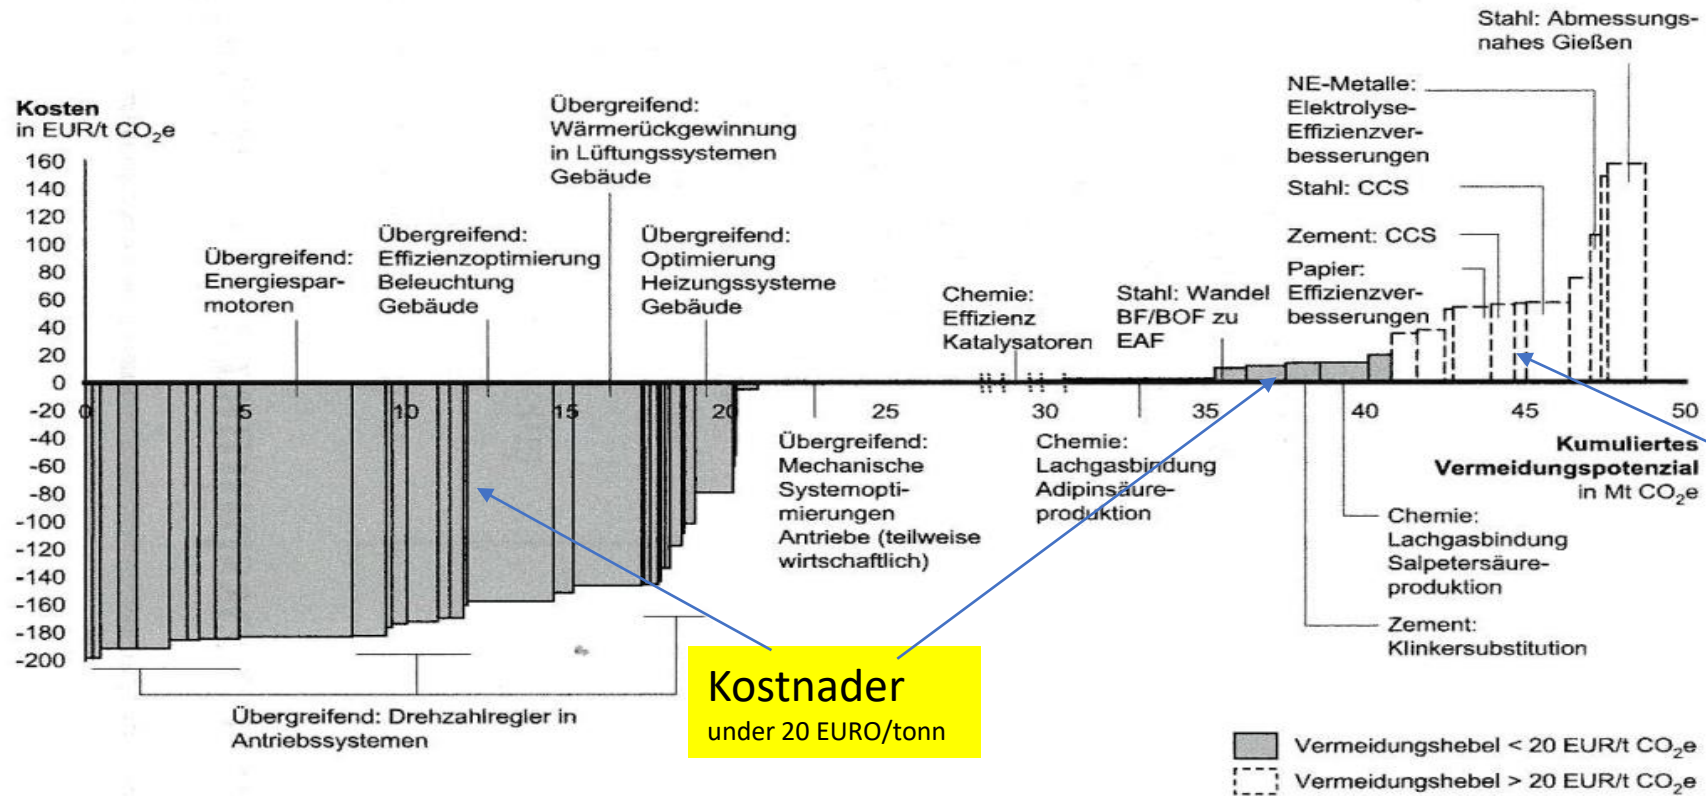 Stahl: Abmessungs-
nahes Gießen
NE-Metalle:
Elektrolyse-
Effizienzver-
besserungen
Stahl: CCS
Zement: CCS
Papier:
Effizienzver-
besserungen
Kosten
in EUR/t CO₂e
Übergreifend:
Wärmerückgewinnung
in Lüftungssystemen
Gebäude
Übergreifend:
Energiespar-
motoren
Übergreifend:
Effizienzoptimierung
Beleuchtung
Gebäude
Übergreifend:
Optimierung
Heizungssysteme
Gebäude
Chemie:
Effizienz
Katalysatoren
Stahl: Wandel
BF/BOF zu
EAF
160
140
120
100
80
60
40
20
0
-20
-40
-60
-80
-100
-120
-140
-160
-180
-200
0 5 10 15 20 25 30 35 40 45 50
Übergreifend:
Mechanische
Systemopti-
mierungen
Antriebe (teilweise
wirtschaftlich)
Chemie:
Lachgasbindung
Adipinsäure-
produktion
Kumuliertes
Vermeidungspotenzial
in Mt CO₂e
Chemie:
Lachgasbindung
Salpetersäure-
produktion
Zement:
Klinkersubstitution
Übergreifend: Drehzahlregler in
Antriebssystemen
Kostnader
under 20 EURO/tonn
Vermeidungshebel < 20 EUR/t CO₂e
Vermeidungshebel > 20 EUR/t CO₂e